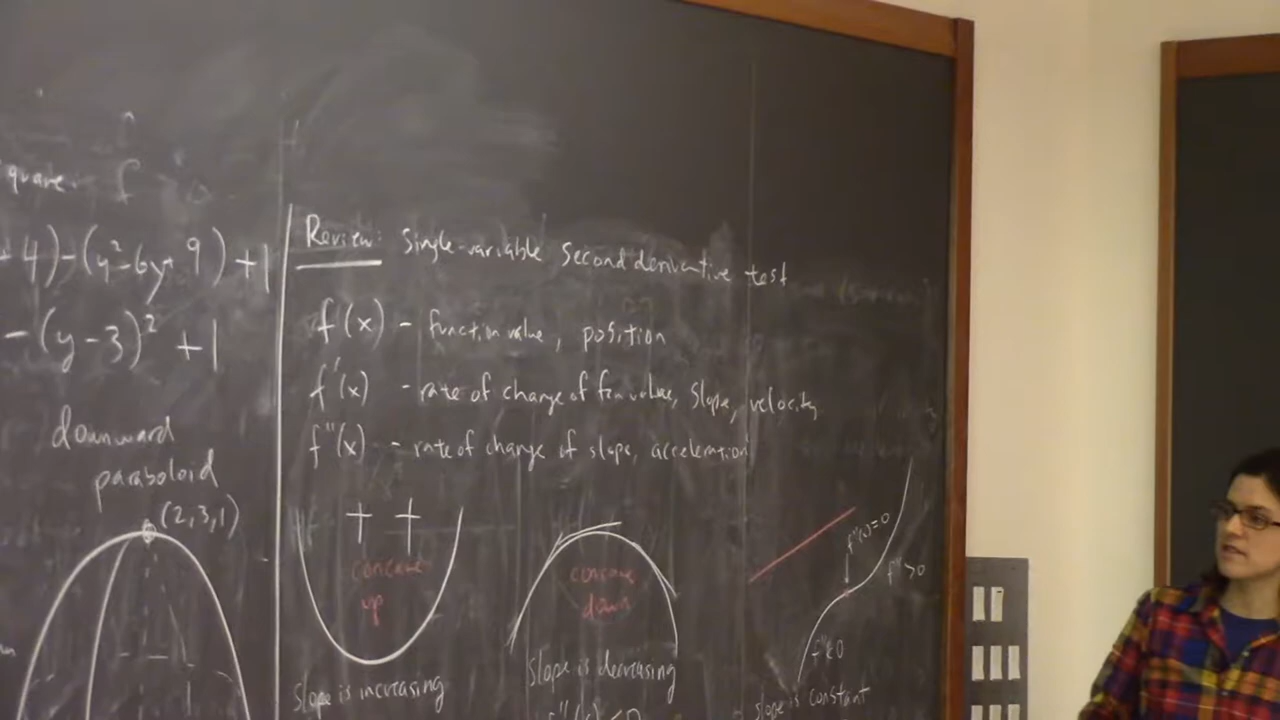 quare.
f
+ 4) - (y² - 6y + 9) + 1
- (y - 3)² + 1
downward
paraboloid
(2, 3, 1)
Review: Single-variable Second derivative test
f(x) - function value, position
f'(x) - rate of change of fcn value, slope, velocity
f''(x) - rate of change of slope, acceleration
+ +
concave
up
slope is increasing
concave
down
slope is decreasing
f''(x) < 0
f''(x) = 0
f'' > 0
f'' < 0
slope is constant